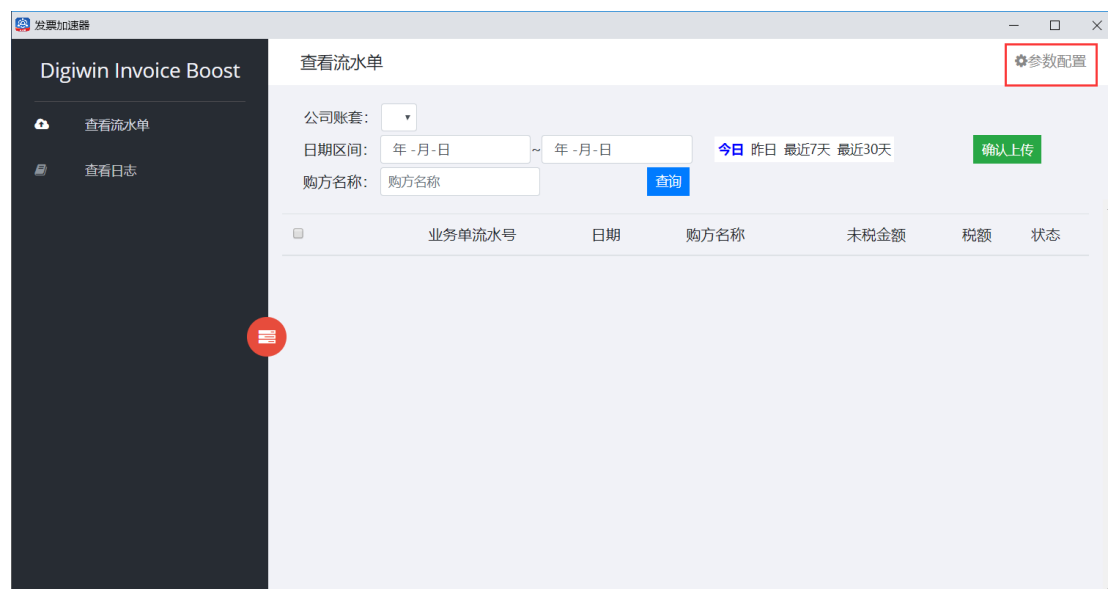 发票加速器
Digiwin Invoice Boost
查看流水单
查看日志
查看流水单
参数配置
公司账套:
日期区间: 年-月-日 ~ 年-月-日 今日 昨日 最近7天 最近30天 确认上传
购方名称: 购方名称 查询
业务单流水号 日期 购方名称 未税金额 税额 状态